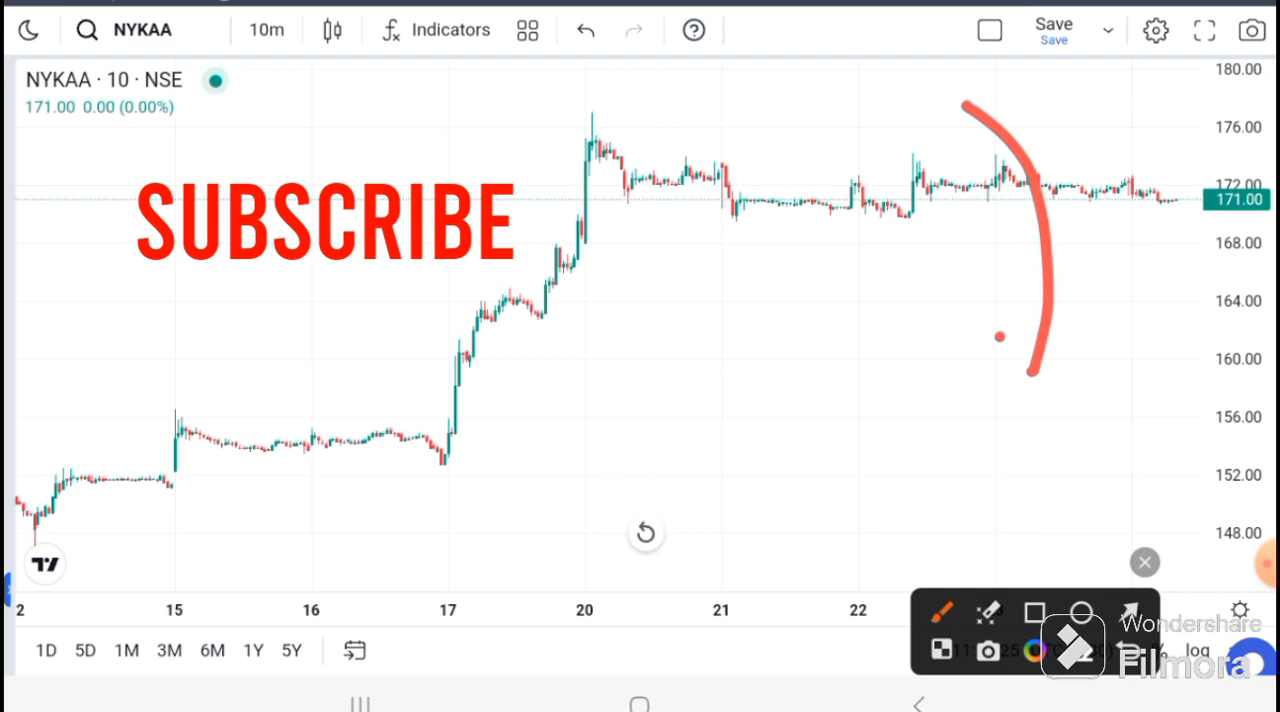 NYKAA 10m Indicators Save
Save
NYKAA · 10 · NSE
171.00 0.00 (0.00%)
SUBSCRIBE
180.00
176.00
172.00
171.00
168.00
164.00
160.00
156.00
152.00
148.00
2 15 16 17 20 21 22
1D 5D 1M 3M 6M 1Y 5Y % log
Wondershare
Filmora